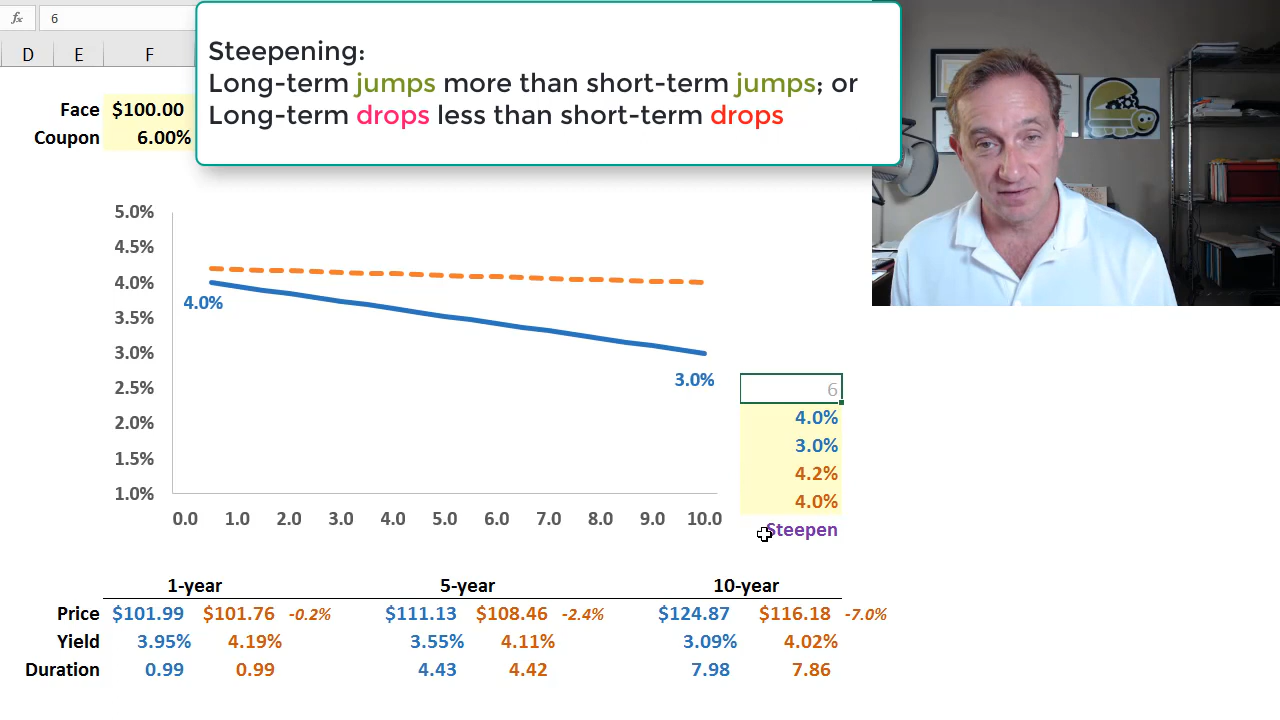 fx 6
D E F
Steepening:
Long-term jumps more than short-term jumps; or
Long-term drops less than short-term drops
Face $100.00
Coupon 6.00%
5.0%
4.5%
4.0%
3.5%
3.0%
2.5%
2.0%
1.5%
1.0%
4.0%
3.0%
0.0 1.0 2.0 3.0 4.0 5.0 6.0 7.0 8.0 9.0 10.0
6
4.0%
3.0%
4.2%
4.0%
Steepen
1-year 5-year 10-year
Price $101.99 $101.76 -0.2% $111.13 $108.46 -2.4% $124.87 $116.18 -7.0%
Yield 3.95% 4.19% 3.55% 4.11% 3.09% 4.02%
Duration 0.99 0.99 4.43 4.42 7.98 7.86